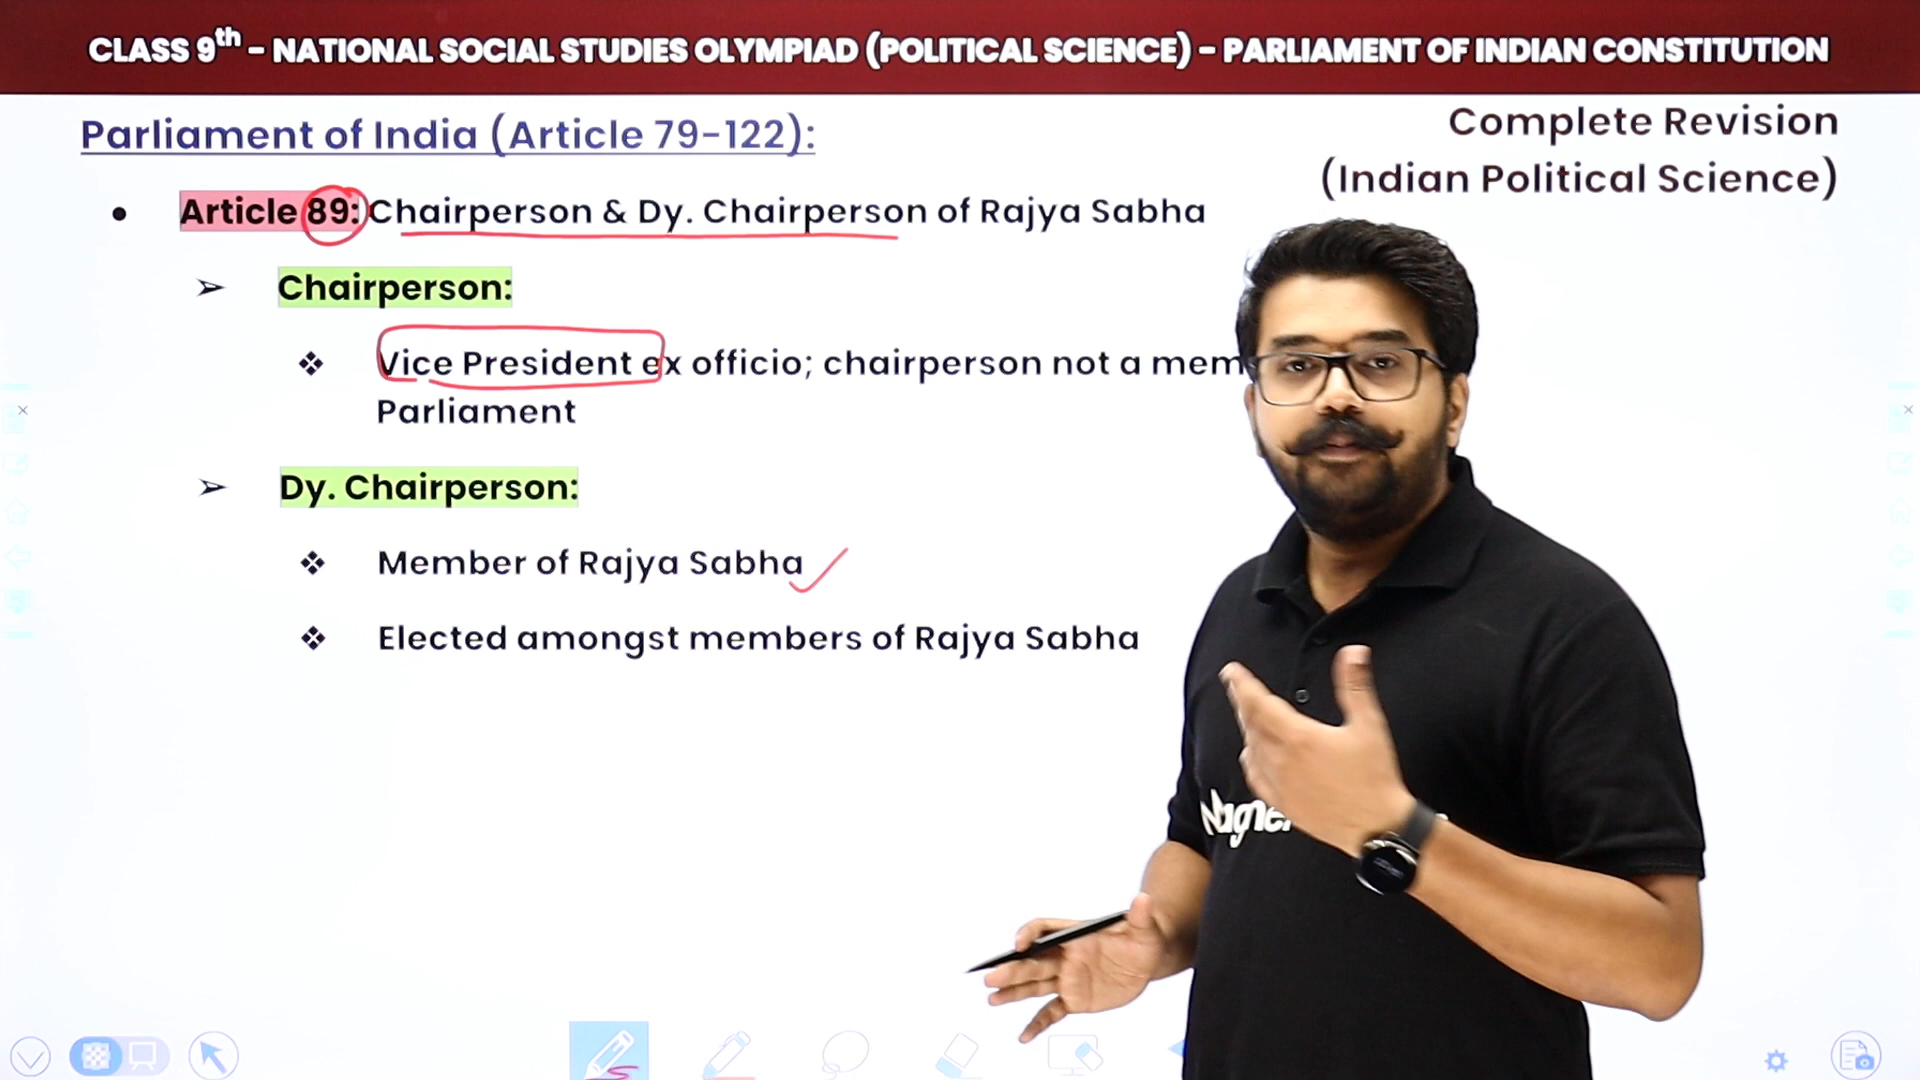 CLASS 9th - NATIONAL SOCIAL STUDIES OLYMPIAD (POLITICAL SCIENCE) - PARLIAMENT OF INDIAN CONSTITUTION
Parliament of India (Article 79-122):
Complete Revision
(Indian Political Science)
• Article 89: Chairperson & Dy. Chairperson of Rajya Sabha
➢ Chairperson:
❖ Vice President ex officio; chairperson not a mem
Parliament
➢ Dy. Chairperson:
❖ Member of Rajya Sabha
❖ Elected amongst members of Rajya Sabha